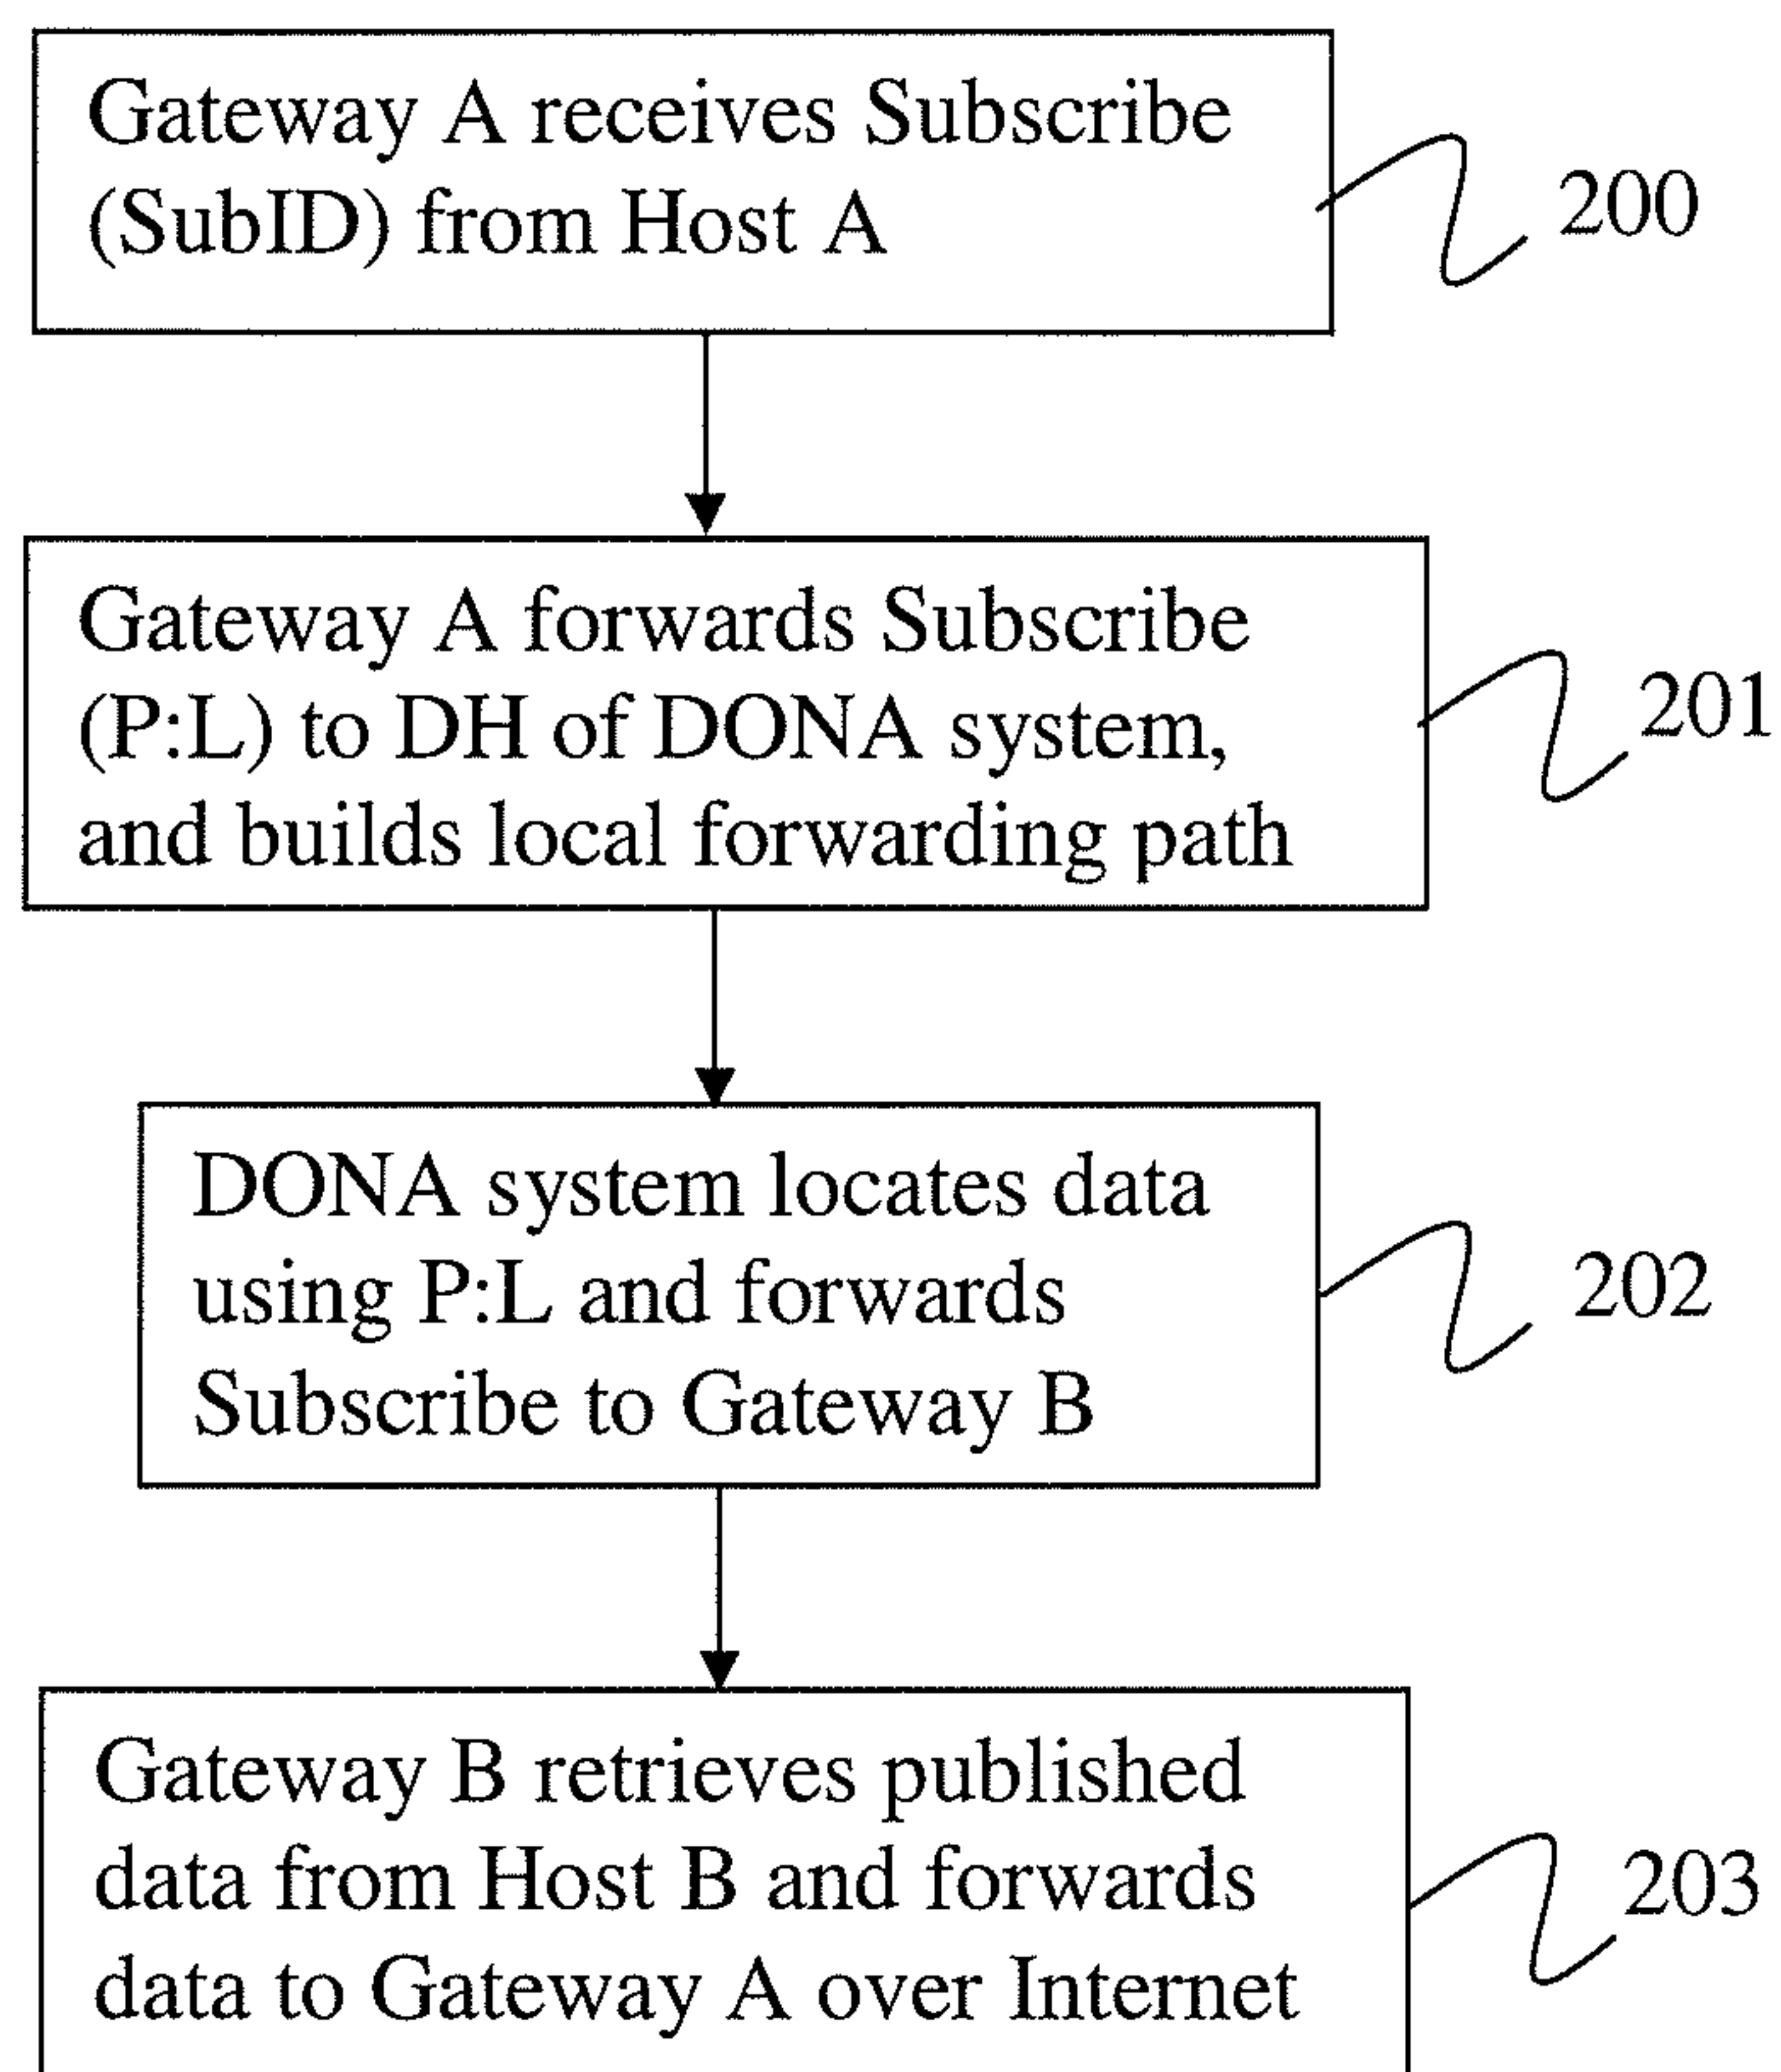 Gateway A receives Subscribe
(SubID) from Host A
200
Gateway A forwards Subscribe
(P:L) to DH of DONA system,
and builds local forwarding path
201
DONA system locates data
using P:L and forwards
Subscribe to Gateway B
202
Gateway B retrieves published
data from Host B and forwards
data to Gateway A over Internet
203